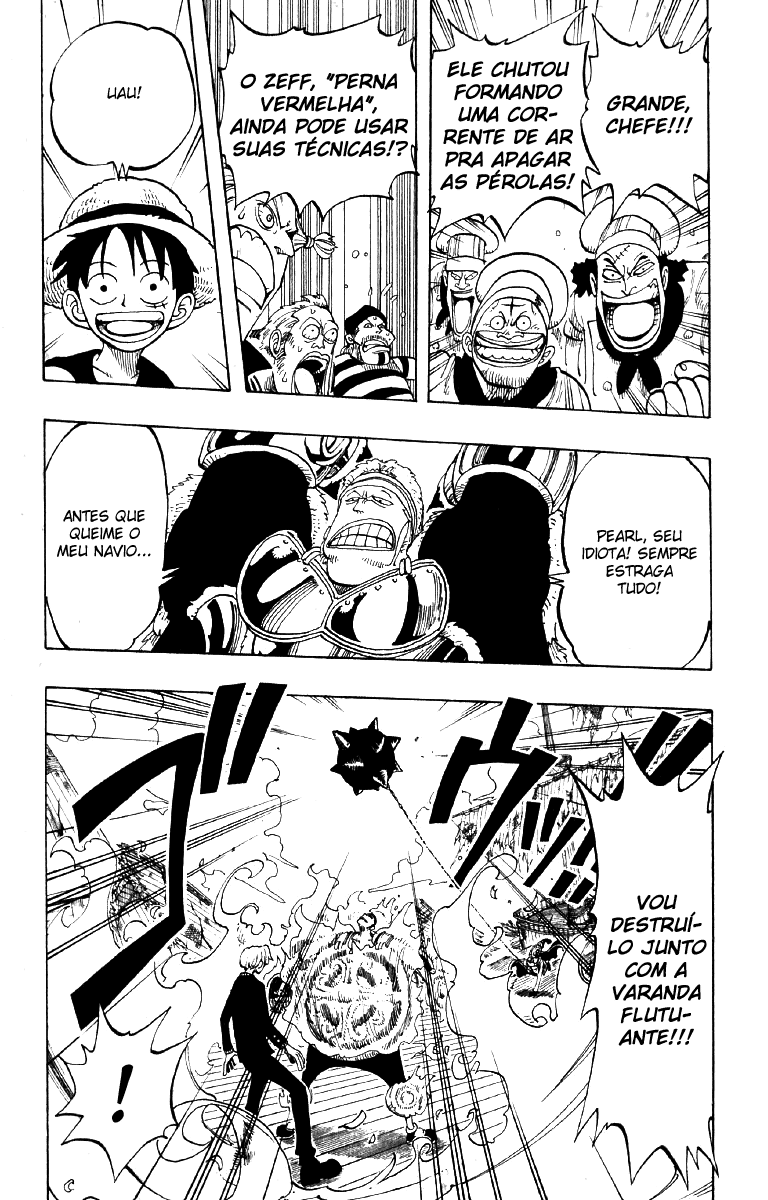 GRANDE,
CHEFE!!!
ELE CHUTOU
FORMANDO
UMA COR-
RENTE DE AR
PRA APAGAR
AS PÉROLAS!
O ZEFF, "PERNA
VERMELHA",
AINDA PODE USAR
SUAS TÉCNICAS!?
UAU!
PEARL, SEU
IDIOTA! SEMPRE
ESTRAGA
TUDO!
ANTES QUE
QUEIME O
MEU NAVIO...
VOU
DESTRUÍ-
LO JUNTO
COM A
VARANDA
FLUTU-
ANTE!!!
!